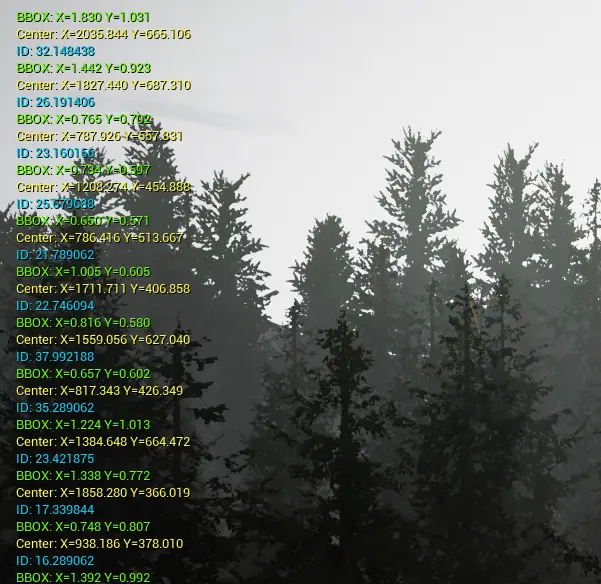 BBOX: X=1.830 Y=1.031
Center: X=2035.844 Y=665.106
ID: 32.148438
BBOX: X=1.442 Y=0.923
Center: X=1827.440 Y=687.310
ID: 26.191406
BBOX: X=0.765 Y=0.702
Center: X=787.926 Y=557.831
ID: 23.160156
BBOX: X=0.734 Y=0.597
Center: X=1208.274 Y=454.888
ID: 25.679688
BBOX: X=0.650 Y=0.571
Center: X=786.416 Y=513.667
ID: 21.789062
BBOX: X=1.005 Y=0.605
Center: X=1711.711 Y=406.858
ID: 22.746094
BBOX: X=0.816 Y=0.580
Center: X=1559.056 Y=627.040
ID: 37.992188
BBOX: X=0.657 Y=0.602
Center: X=817.343 Y=426.349
ID: 35.289062
BBOX: X=1.224 Y=1.013
Center: X=1384.648 Y=664.472
ID: 23.421875
BBOX: X=1.338 Y=0.772
Center: X=1858.280 Y=366.019
ID: 17.339844
BBOX: X=0.748 Y=0.807
Center: X=938.186 Y=378.010
ID: 16.289062
BBOX: X=1.392 Y=0.992